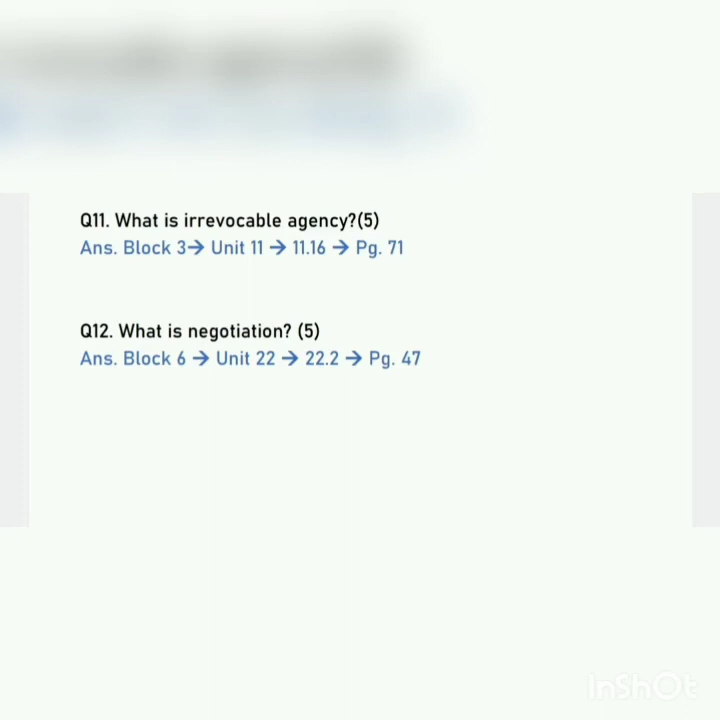 Q11. What is irrevocable agency?(5)
Ans. Block 3→ Unit 11 → 11.16 → Pg. 71
Q12. What is negotiation? (5)
Ans. Block 6 → Unit 22 → 22.2 → Pg. 47
InShOt